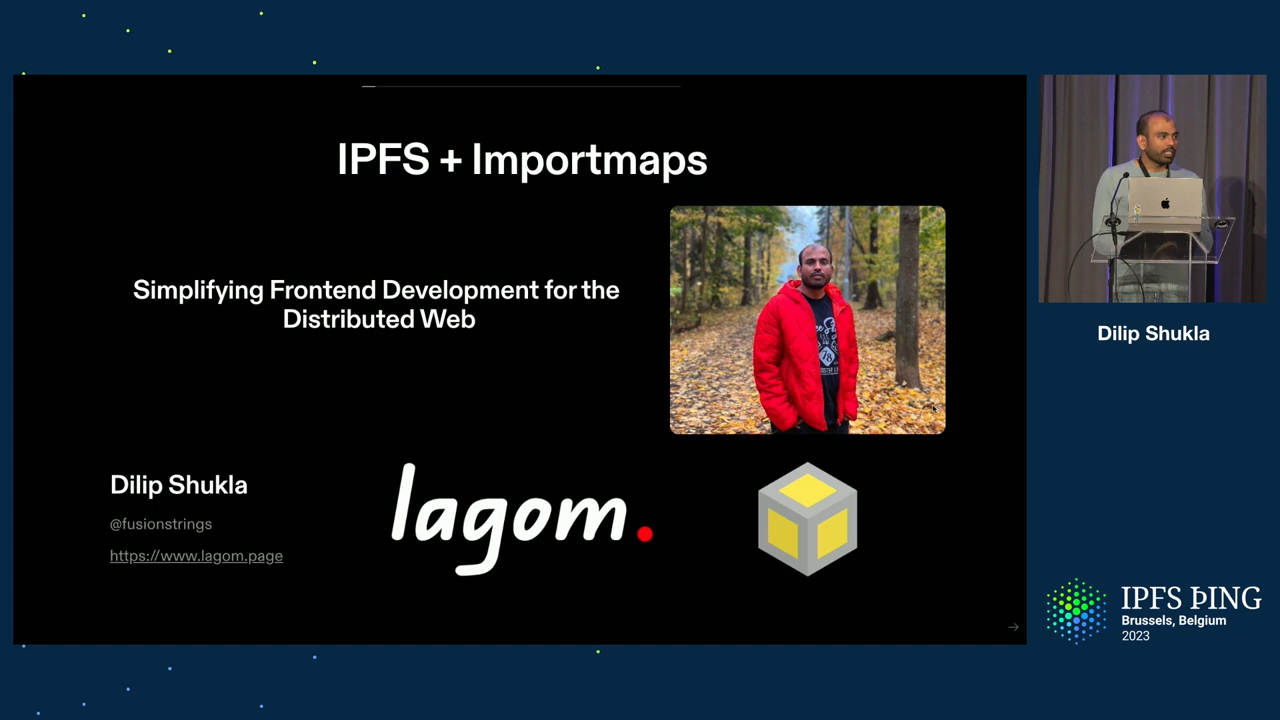 IPFS + Importmaps
Simplifying Frontend Development for the
Distributed Web
Dilip Shukla
@fusionstrings
https://www.lagom.page
lagom.
Dilip Shukla
IPFS ÞING
Brussels, Belgium
2023